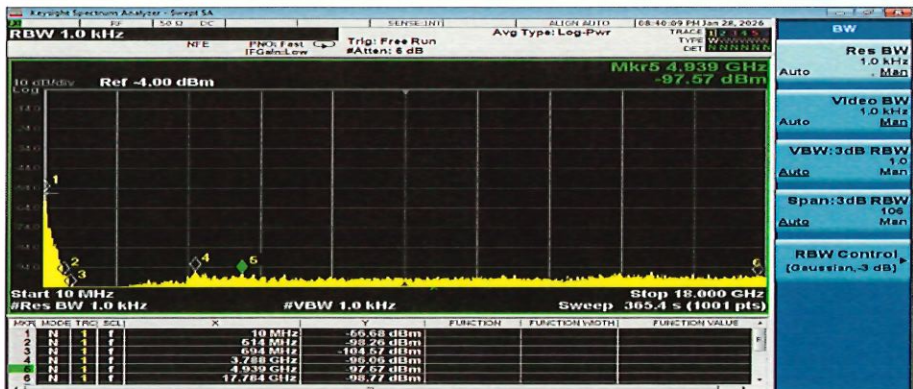 Keysight Spectrum Analyzer - Swept SA
RF 50 Ω DC SENSE:INT ALIGN AUTO 08:40:09 PM Jan 28, 2026
RBW 1.0 kHz
NFE
PNO: Fast
IFGain:Low
Trig: Free Run
#Atten: 6 dB
Avg Type: Log-Pwr
TRACE 1 2 3 4 5
TYPE W
DET N N N N N N
Mkr5 4.939 GHz
-97.57 dBm
10 dB/div Ref -4.00 dBm
Log
1
2
3
4
5
6
Start 10 MHz
Stop 18.000 GHz
#Res BW 1.0 kHz
#VBW 1.0 kHz
Sweep 365.4 s (1001 pts)
MKR MODE TRC SCL X Y FUNCTION FUNCTION WIDTH FUNCTION VALUE
1 N 1 f 10 MHz -56.68 dBm
2 N 1 f 514 MHz -98.26 dBm
3 N 1 f 694 MHz -104.57 dBm
4 N 1 f 3.788 GHz -96.06 dBm
5 N 1 f 4.939 GHz -97.57 dBm
6 N 1 f 17.784 GHz -98.77 dBm
BW
Res BW
1.0 kHz
Auto Man
Video BW
1.0 kHz
Auto Man
VBW:3dB RBW
1.0
Auto Man
Span:3dB RBW
106
Auto Man
RBW Control
(Gaussian,-3 dB)